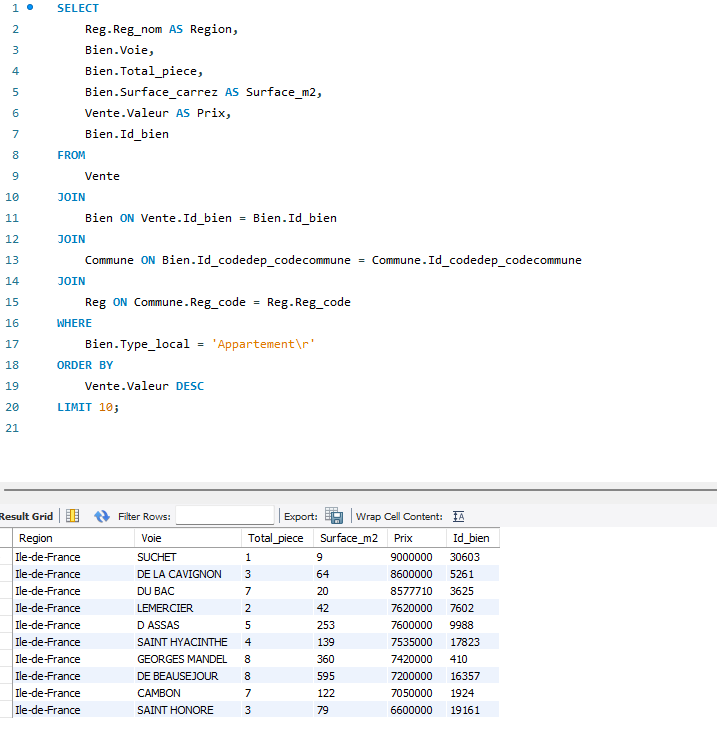 1 SELECT
2 Reg.Reg_nom AS Region,
3 Bien.Voie,
4 Bien.Total_piece,
5 Bien.Surface_carrez AS Surface_m2,
6 Vente.Valeur AS Prix,
7 Bien.Id_bien
8 FROM
9 Vente
10 JOIN
11 Bien ON Vente.Id_bien = Bien.Id_bien
12 JOIN
13 Commune ON Bien.Id_codedep_codecommune = Commune.Id_codedep_codecommune
14 JOIN
15 Reg ON Commune.Reg_code = Reg.Reg_code
16 WHERE
17 Bien.Type_local = 'Appartement\r'
18 ORDER BY
19 Vente.Valeur DESC
20 LIMIT 10;
21
Result Grid Filter Rows: Export: Wrap Cell Content: IA
Region Voie Total_piece Surface_m2 Prix Id_bien
Ile-de-France SUCHET 1 9 9000000 30603
Ile-de-France DE LA CAVIGNON 3 64 8600000 5261
Ile-de-France DU BAC 7 20 8577710 3625
Ile-de-France LEMERCIER 2 42 7620000 7602
Ile-de-France D ASSAS 5 253 7600000 9988
Ile-de-France SAINT HYACINTHE 4 139 7535000 17823
Ile-de-France GEORGES MANDEL 8 360 7420000 410
Ile-de-France DE BEAUSEJOUR 8 595 7200000 16357
Ile-de-France CAMBON 7 122 7050000 1924
Ile-de-France SAINT HONORE 3 79 6600000 19161